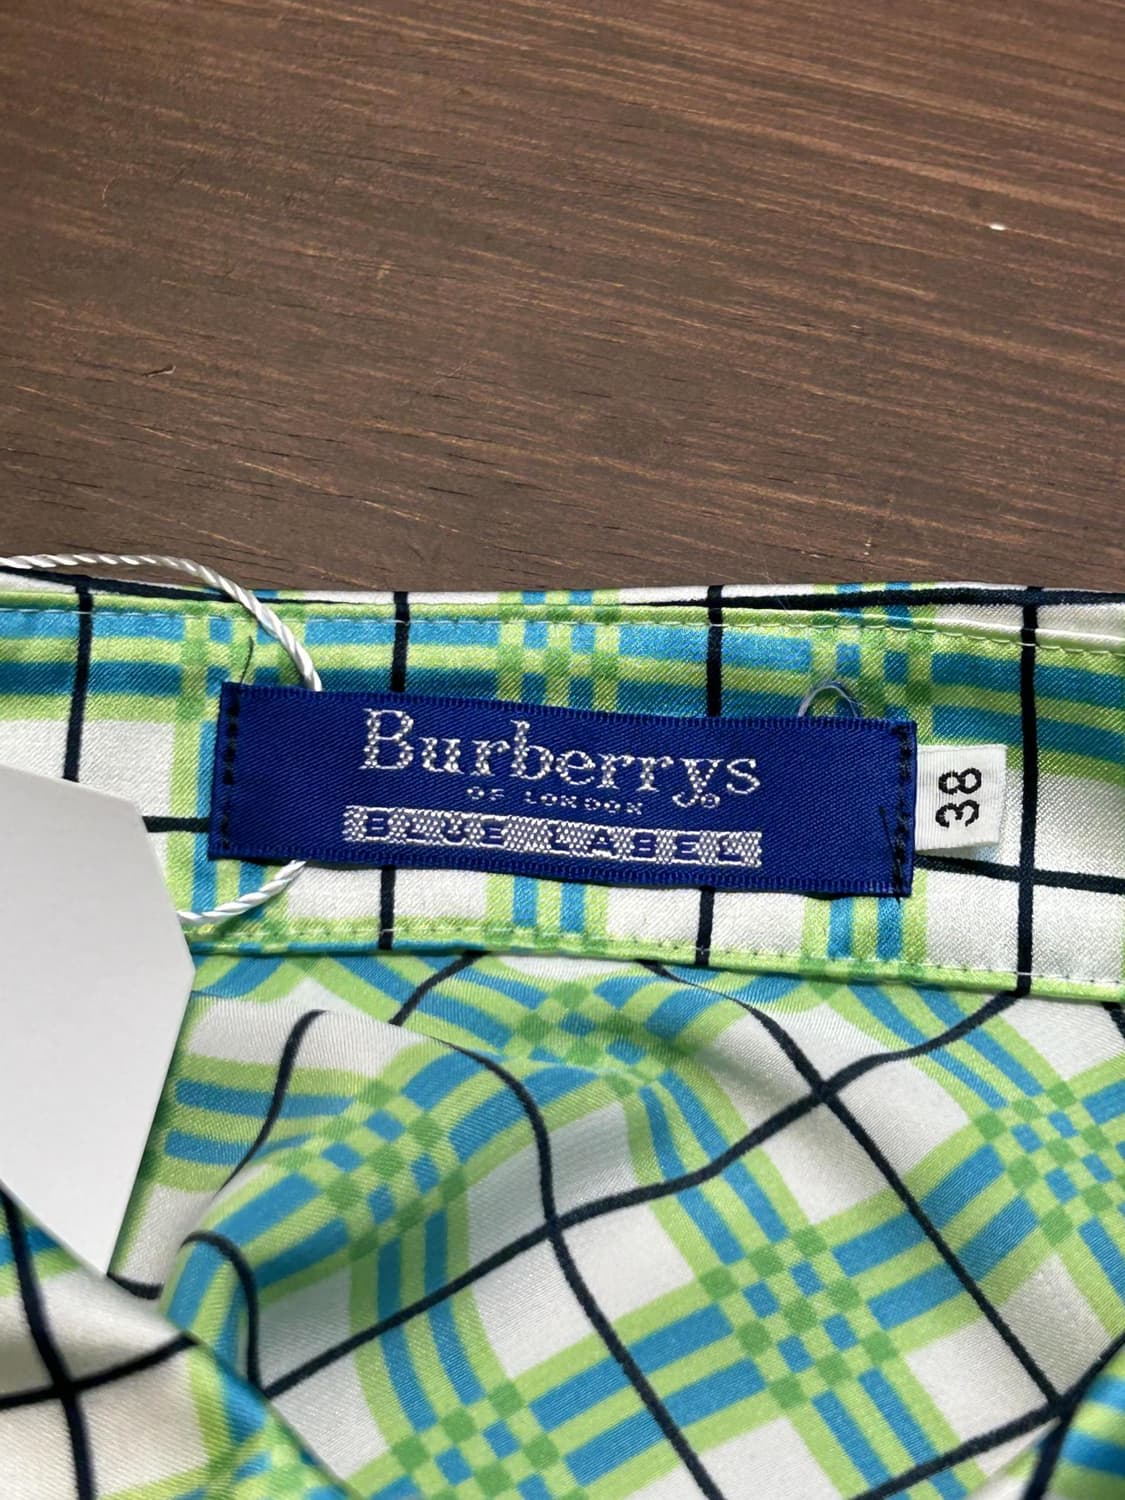 Burberrys®
OF LONDON
BLUE LABEL
38